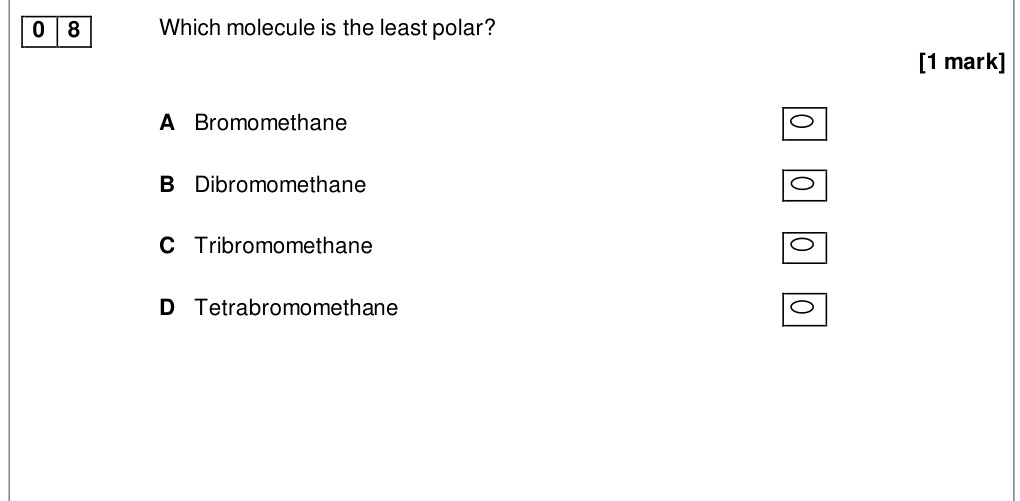 0 8 Which molecule is the least polar?
[1 mark]
A Bromomethane
B Dibromomethane
C Tribromomethane
D Tetrabromomethane